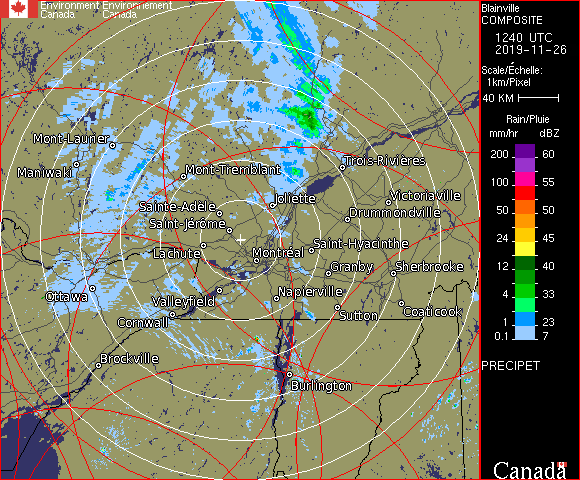 Environment Environnement
Canada Canada
Blainville
COMPOSITE
1240 UTC
2019-11-26
Scale/Échelle:
1km/Pixel
40 KM
Rain/Pluie
mm/hr dBZ
200 60
100 55
50 50
24 45
12 40
4 33
1 23
0.1 7
PRECIPET
Canada
Mont-Laurier
Maniwaki
Mont-Tremblant
Trois-Rivières
Joliette
Victoriaville
Sainte-Adèle
Drummondville
Saint-Jérôme
Saint-Hyacinthe
Lachute
Montréal
Granby
Sherbrooke
Ottawa
Valleyfield
Napierville
Cornwall
Sutton
Coaticook
Brockville
Burlington